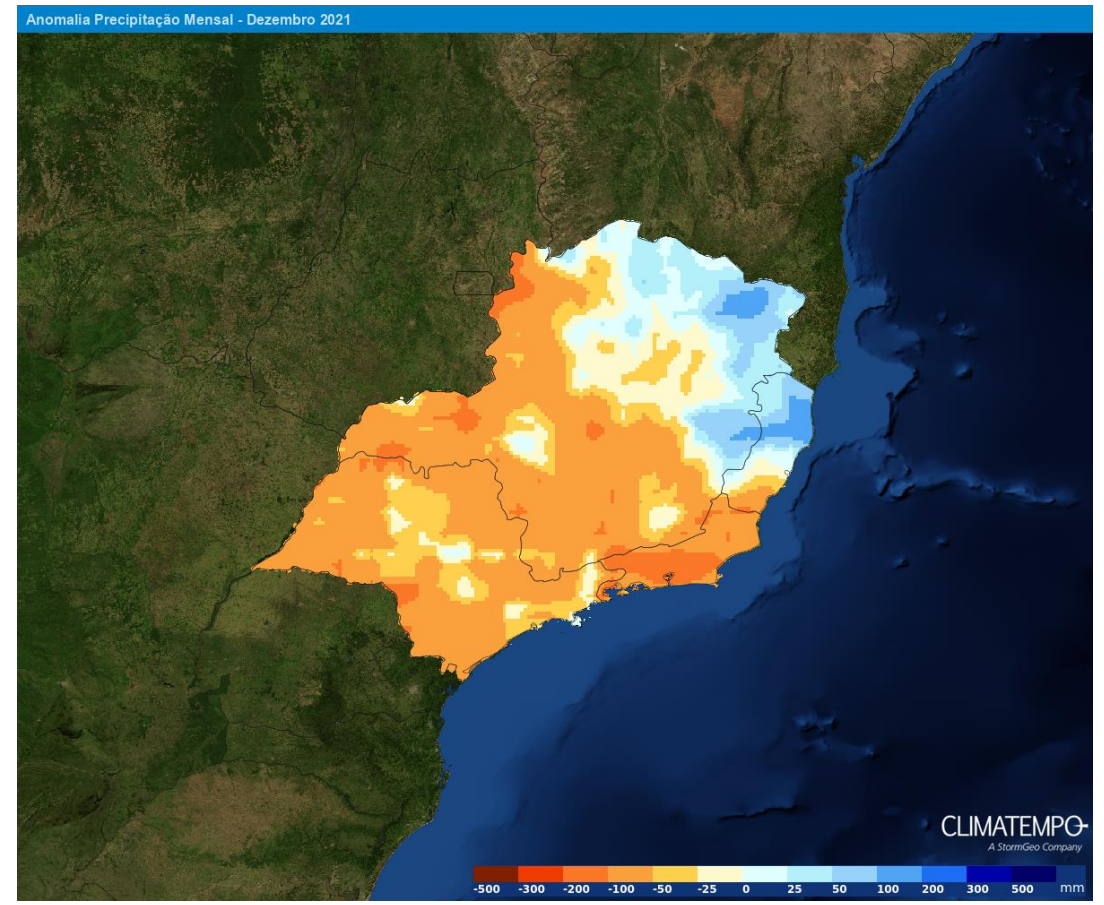 Anomalia Precipitação Mensal - Dezembro 2021
CLIMATEMPO
A StormGeo Company
-500 -300 -200 -100 -50 -25 0 25 50 100 200 300 500 mm